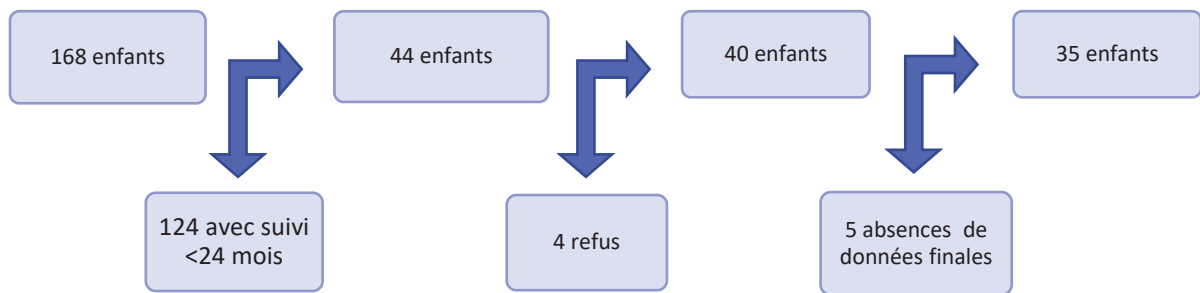 168 enfants
44 enfants
40 enfants
35 enfants
124 avec suivi
<24 mois
4 refus
5 absences de
données finales